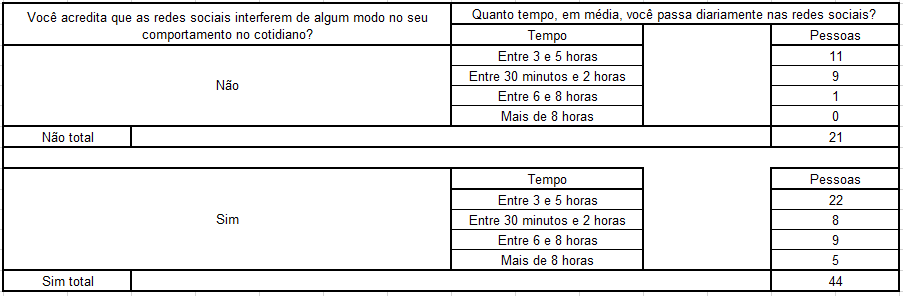 Você acredita que as redes sociais interferem de algum modo no seu
comportamento no cotidiano?
Quanto tempo, em média, você passa diariamente nas redes sociais?
Tempo Pessoas
Entre 3 e 5 horas 11
Entre 30 minutos e 2 horas 9
Não
Entre 6 e 8 horas 1
Mais de 8 horas 0
Não total 21
Tempo Pessoas
Entre 3 e 5 horas 22
Sim
Entre 30 minutos e 2 horas 8
Entre 6 e 8 horas 9
Mais de 8 horas 5
Sim total 44